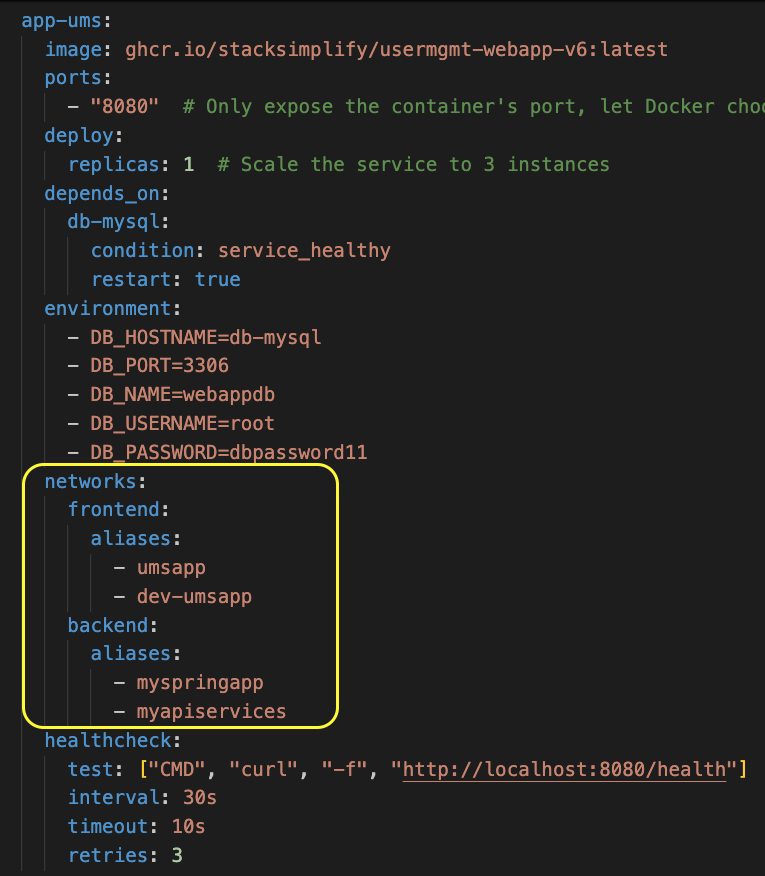 app-ums:
  image: ghcr.io/stacksimplify/usermgmt-webapp-v6:latest
  ports:
    - "8080"  # Only expose the container's port, let Docker choo
  deploy:
    replicas: 1  # Scale the service to 3 instances
  depends_on:
    db-mysql:
      condition: service_healthy
      restart: true
  environment:
    - DB_HOSTNAME=db-mysql
    - DB_PORT=3306
    - DB_NAME=webappdb
    - DB_USERNAME=root
    - DB_PASSWORD=dbpassword11
  networks:
    frontend:
      aliases:
        - umsapp
        - dev-umsapp
    backend:
      aliases:
        - myspringapp
        - myapiservices
  healthcheck:
    test: ["CMD", "curl", "-f", "http://localhost:8080/health"]
    interval: 30s
    timeout: 10s
    retries: 3